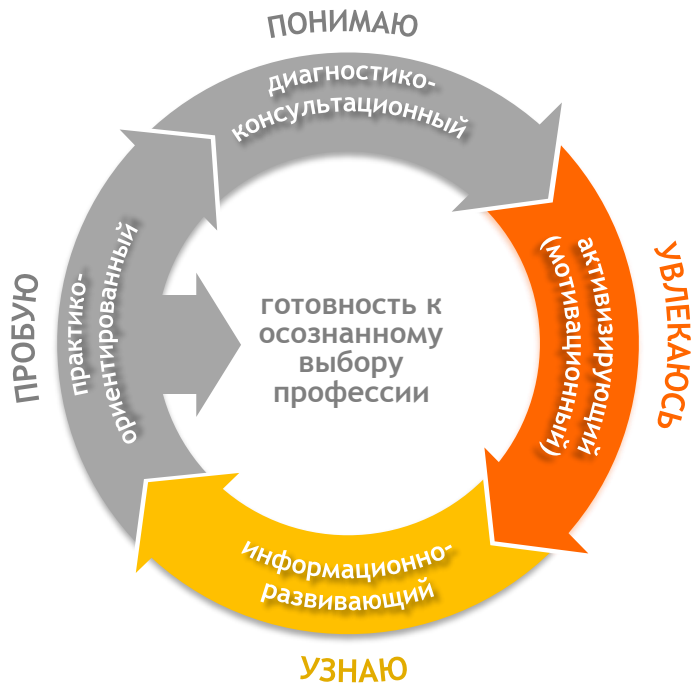 ПОНИМАЮ
диагностико-
консультационный
УВЛЕКАЮСЬ
активизирующий
(мотивационный)
УЗНАЮ
информационно-
развивающий
ПРОБУЮ
практико-
ориентированный
готовность к
осознанному
выбору
профессии